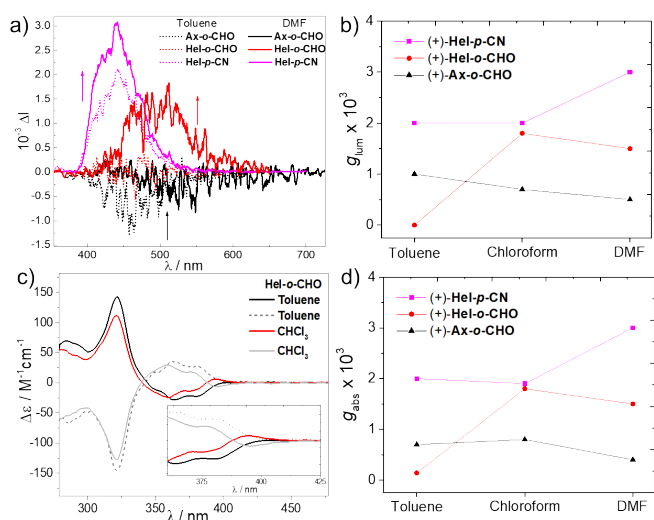 a)
Toluene DMF
Ax-o-CHO Ax-o-CHO
Hel-o-CHO Hel-o-CHO
Hel-p-CN Hel-p-CN
10⁻³ ΔI
3.0
2.5
2.0
1.5
1.0
0.5
0.0
-0.5
-1.0
-1.5
400 500 600 700
λ / nm
b)
(+)-Hel-p-CN
(+)-Hel-o-CHO
(+)-Ax-o-CHO
g_lum x 10³
4
3
2
1
0
Toluene Chloroform DMF
c)
Hel-o-CHO
Toluene
Toluene
CHCl₃
CHCl₃
Δε / M⁻¹cm⁻¹
150
100
50
0
-50
-100
-150
375 400 425
λ / nm
300 350 400 450
λ / nm
d)
(+)-Hel-p-CN
(+)-Hel-o-CHO
(+)-Ax-o-CHO
g_abs x 10³
4
3
2
1
0
Toluene Chloroform DMF